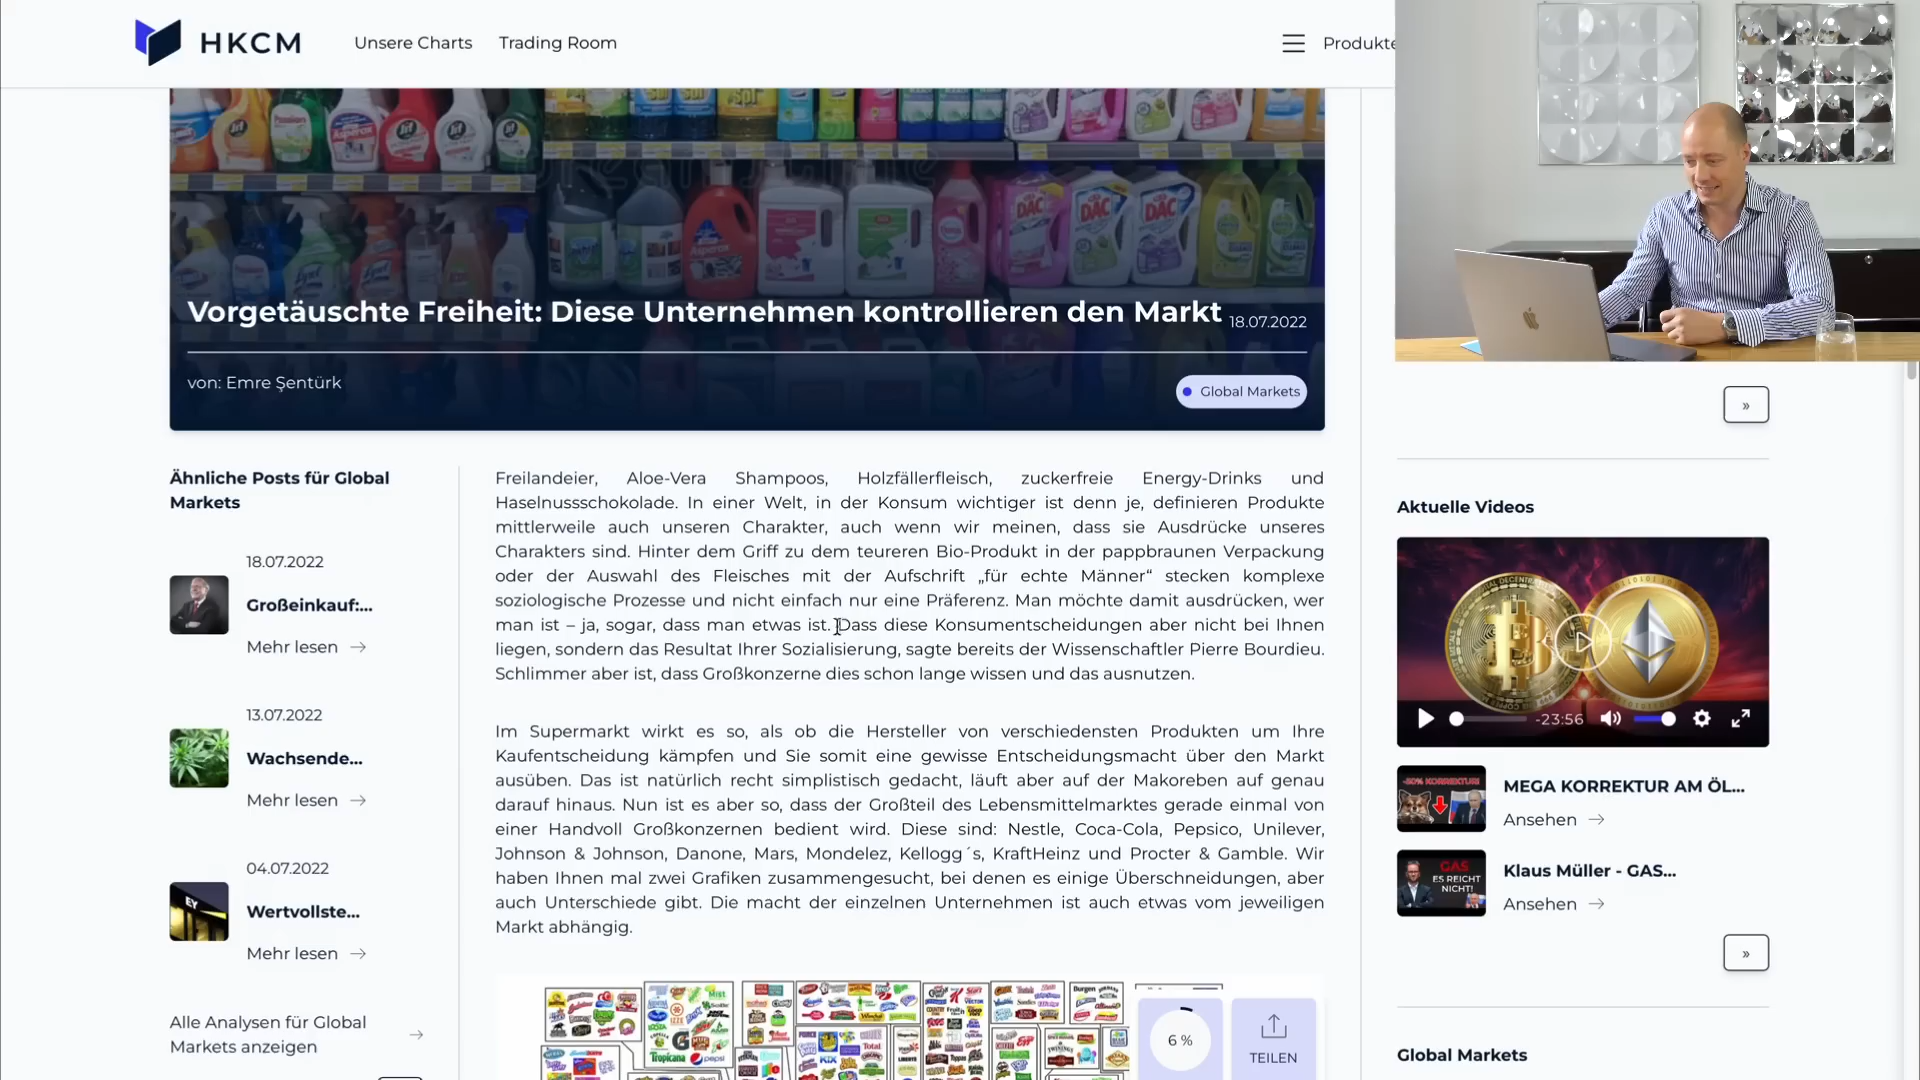 HKCM
Unsere Charts
Trading Room
Produkte
Vorgetäuschte Freiheit: Diese Unternehmen kontrollieren den Markt
18.07.2022
von: Emre Şentürk
Global Markets
Ähnliche Posts für Global
Markets
18.07.2022
Großeinkauf:...
Mehr lesen
13.07.2022
Wachsende...
Mehr lesen
04.07.2022
EY
Wertvollste...
Mehr lesen
Alle Analysen für Global
Markets anzeigen
Freilandeier, Aloe-Vera Shampoos, Holzfällerfleisch, zuckerfreie Energy-Drinks und
Haselnussschokolade. In einer Welt, in der Konsum wichtiger ist denn je, definieren Produkte
mittlerweile auch unseren Charakter, auch wenn wir meinen, dass sie Ausdrücke unseres
Charakters sind. Hinter dem Griff zu dem teureren Bio-Produkt in der pappbraunen Verpackung
oder der Auswahl des Fleisches mit der Aufschrift „für echte Männer“ stecken komplexe
soziologische Prozesse und nicht einfach nur eine Präferenz. Man möchte damit ausdrücken, wer
man ist – ja, sogar, dass man etwas ist. Dass diese Konsumentscheidungen aber nicht bei Ihnen
liegen, sondern das Resultat Ihrer Sozialisierung, sagte bereits der Wissenschaftler Pierre Bourdieu.
Schlimmer aber ist, dass Großkonzerne dies schon lange wissen und das ausnutzen.
Im Supermarkt wirkt es so, als ob die Hersteller von verschiedensten Produkten um Ihre
Kaufentscheidung kämpfen und Sie somit eine gewisse Entscheidungsmacht über den Markt
ausüben. Das ist natürlich recht simplistisch gedacht, läuft aber auf der Makoreben auf genau
darauf hinaus. Nun ist es aber so, dass der Großteil des Lebensmittelmarktes gerade einmal von
einer Handvoll Großkonzernen bedient wird. Diese sind: Nestle, Coca-Cola, Pepsico, Unilever,
Johnson & Johnson, Danone, Mars, Mondelez, Kellogg´s, KraftHeinz und Procter & Gamble. Wir
haben Ihnen mal zwei Grafiken zusammengesucht, bei denen es einige Überschneidungen, aber
auch Unterschiede gibt. Die macht der einzelnen Unternehmen ist auch etwas vom jeweiligen
Markt abhängig.
Tropicana
pepsi
6 %
TEILEN
»
Aktuelle Videos
-23:56
-50% KORREKTUR!
MEGA KORREKTUR AM ÖL...
Ansehen
GAS
ES REICHT
NICHT!
Klaus Müller - GAS...
Ansehen
»
Global Markets